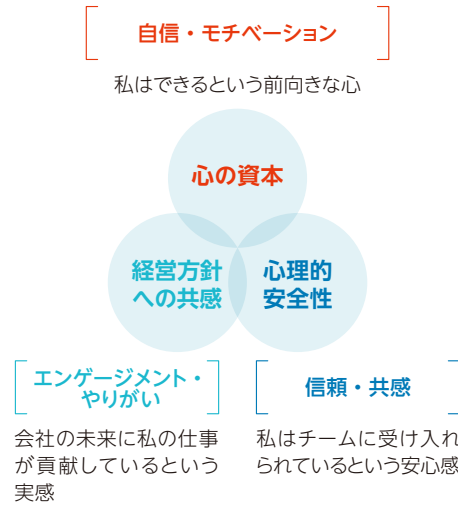 自信・モチベーション
私はできるという前向きな心
心の資本
経営方針
への共感
心理的
安全性
エンゲージメント・
やりがい
会社の未来に私の仕事
が貢献しているという
実感
信頼・共感
私はチームに受け入れ
られているという安心感